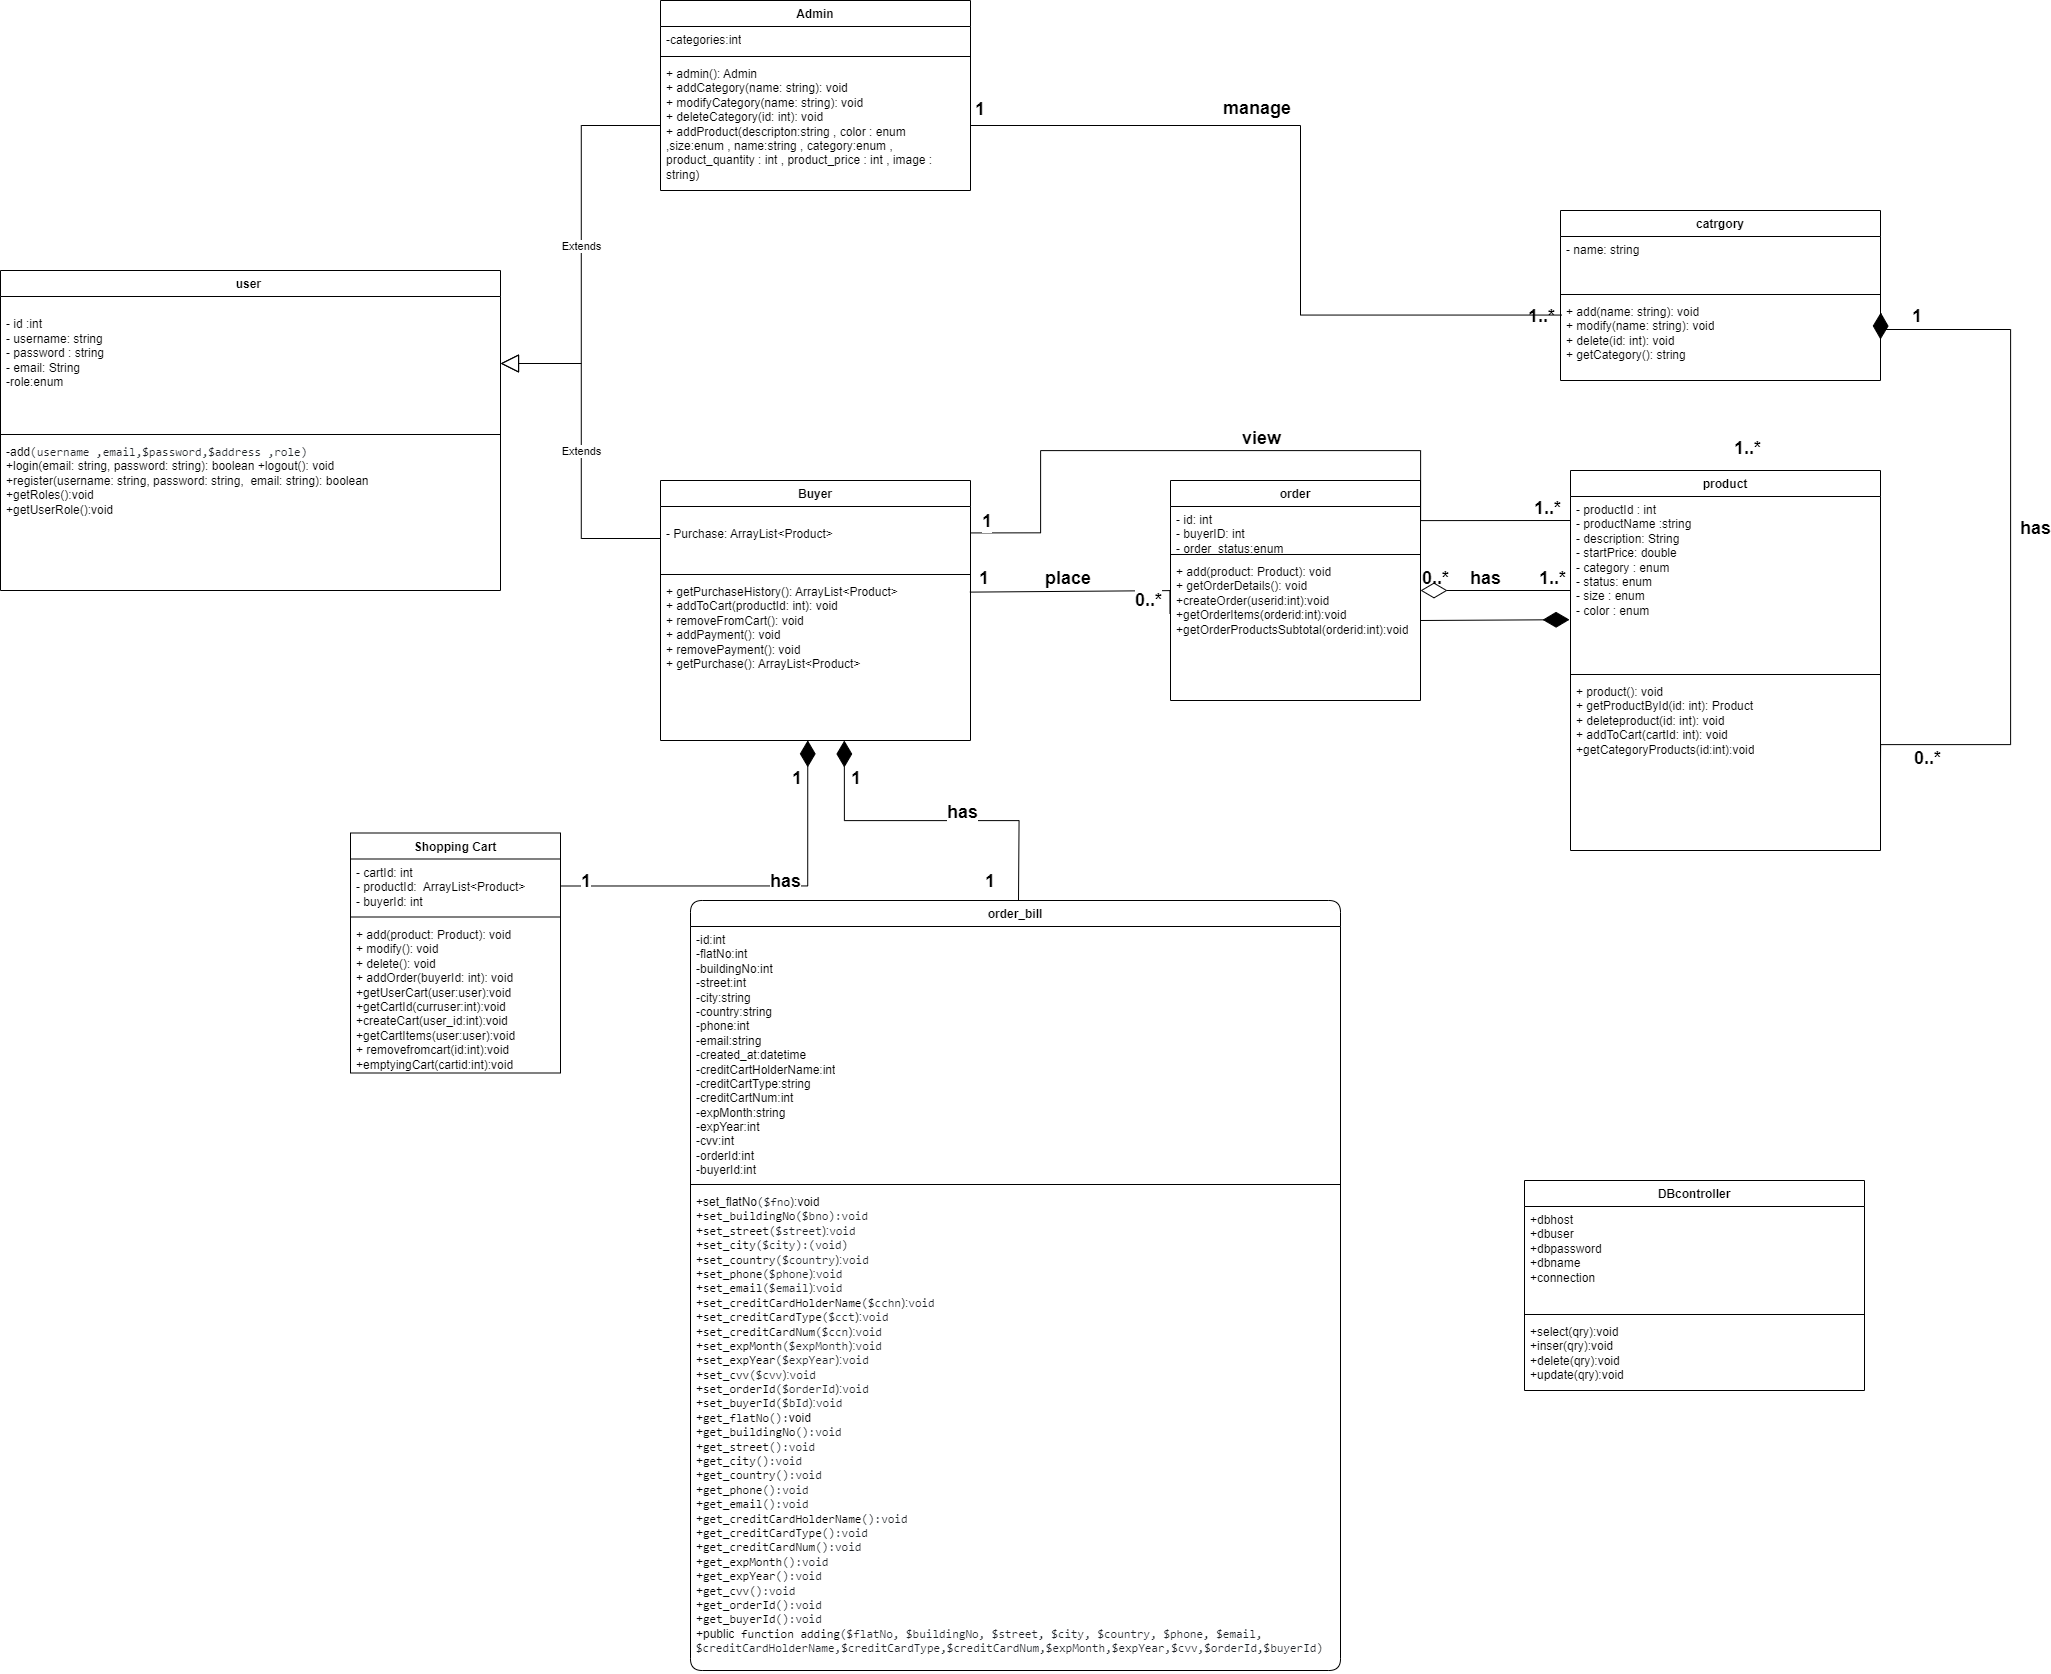 Admin
-categories:int
+ admin(): Admin
+ addCategory(name: string): void
+ modifyCategory(name: string): void
+ deleteCategory(id: int): void
+ addProduct(descripton:string , color : enum
,size:enum , name:string , category:enum ,
product_quantity : int , product_price : int , image :
string)
1
manage
1..*
Extends
Extends
catrgory
- name: string
+ add(name: string): void
+ modify(name: string): void
+ delete(id: int): void
+ getCategory(): string
1
has
0..*
user
- id :int
- username: string
- password : string
- email: String
-role:enum
-add(username ,email,$password,$address ,role)
+login(email: string, password: string): boolean +logout(): void
+register(username: string, password: string,  email: string): boolean
+getRoles():void
+getUserRole():void
Buyer
- Purchase: ArrayList<Product>
+ getPurchaseHistory(): ArrayList<Product>
+ addToCart(productId: int): void
+ removeFromCart(): void
+ addPayment(): void
+ removePayment(): void
+ getPurchase(): ArrayList<Product>
1
view
1..*
1..*
1
place
0..*
order
- id: int
- buyerID: int
- order_status:enum
+ add(product: Product): void
+ getOrderDetails(): void
+createOrder(userid:int):void
+getOrderItems(orderid:int):void
+getOrderProductsSubtotal(orderid:int):void
0..*
has
1..*
product
- productId : int
- productName :string
- description: String
- startPrice: double
- category : enum
- status: enum
- size : enum
- color : enum
+ product(): void
+ getProductById(id: int): Product
+ deleteproduct(id: int): void
+ addToCart(cartId: int): void
+getCategoryProducts(id:int):void
1
1
has
has
1
1
Shopping Cart
- cartId: int
- productId:  ArrayList<Product>
- buyerId: int
+ add(product: Product): void
+ modify(): void
+ delete(): void
+ addOrder(buyerId: int): void
+getUserCart(user:user):void
+getCartId(curruser:int):void
+createCart(user_id:int):void
+getCartItems(user:user):void
+ removefromcart(id:int):void
+emptyingCart(cartid:int):void
order_bill
-id:int
-flatNo:int
-buildingNo:int
-street:int
-city:string
-country:string
-phone:int
-email:string
-created_at:datetime
-creditCartHolderName:int
-creditCartType:string
-creditCartNum:int
-expMonth:string
-expYear:int
-cvv:int
-orderId:int
-buyerId:int
+set_flatNo($fno):void
+set_buildingNo($bno):void
+set_street($street):void
+set_city($city):(void)
+set_country($country):void
+set_phone($phone):void
+set_email($email):void
+set_creditCardHolderName($cchn):void
+set_creditCardType($cct):void
+set_creditCardNum($ccn):void
+set_expMonth($expMonth):void
+set_expYear($expYear):void
+set_cvv($cvv):void
+set_orderId($orderId):void
+set_buyerId($bId):void
+get_flatNo():void
+get_buildingNo():void
+get_street():void
+get_city():void
+get_country():void
+get_phone():void
+get_email():void
+get_creditCardHolderName():void
+get_creditCardType():void
+get_creditCardNum():void
+get_expMonth():void
+get_expYear():void
+get_cvv():void
+get_orderId():void
+get_buyerId():void
+public function adding($flatNo, $buildingNo, $street, $city, $country, $phone, $email,
$creditCardHolderName,$creditCardType,$creditCardNum,$expMonth,$expYear,$cvv,$orderId,$buyerId)
DBcontroller
+dbhost
+dbuser
+dbpassword
+dbname
+connection
+select(qry):void
+inser(qry):void
+delete(qry):void
+update(qry):void